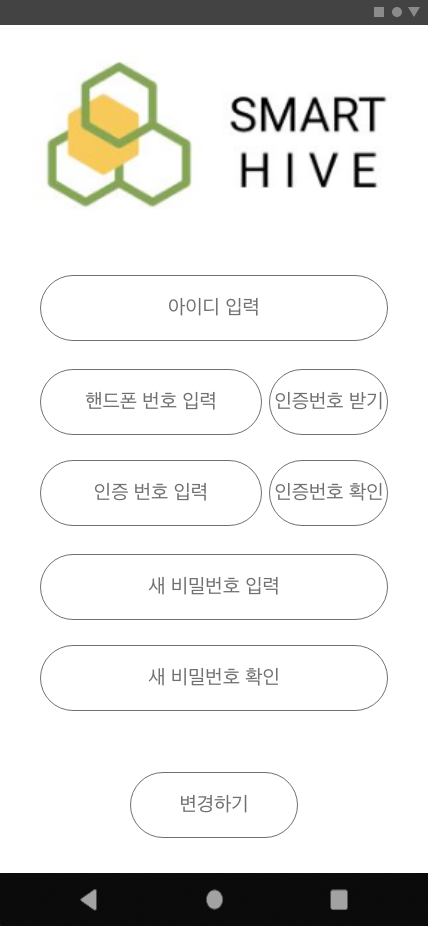 SMART
HIVE
아이디 입력
핸드폰 번호 입력 인증번호 받기
인증 번호 입력 인증번호 확인
새 비밀번호 입력
새 비밀번호 확인
변경하기